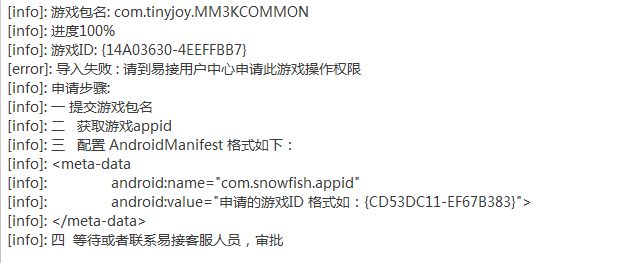 [info]: 游戏包名: com.tinyjoy.MM3KCOMMON
[info]: 进度100%
[info]: 游戏ID: {14A03630-4EEFFBB7}
[error]: 导入失败 : 请到易接用户中心申请此游戏操作权限
[info]: 申请步骤:
[info]: 一 提交游戏包名
[info]: 二 获取游戏appid
[info]: 三 配置 AndroidManifest 格式如下：
[info]: <meta-data
[info]: android:name="com.snowfish.appid"
[info]: android:value="申请的游戏ID 格式如：{CD53DC11-EF67B383}">
[info]: </meta-data>
[info]: 四 等待或者联系易接客服人员，审批